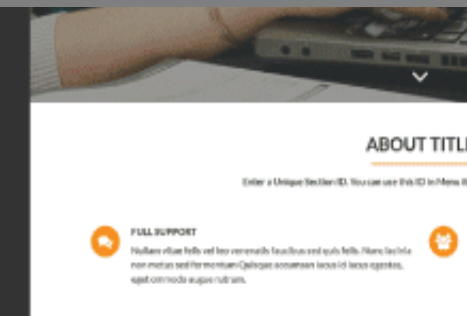 ABOUT TITL
Enter a Unique Section ID. You can use this ID in Menu
FULL SUPPORT
Nullam vitae felis vel leo venenatis faucibus sed quis felis. Nunc lacinia
non metus sed fermentum Quisque accumsan lacus id lacus egestas,
eget commodo augue rutrum.